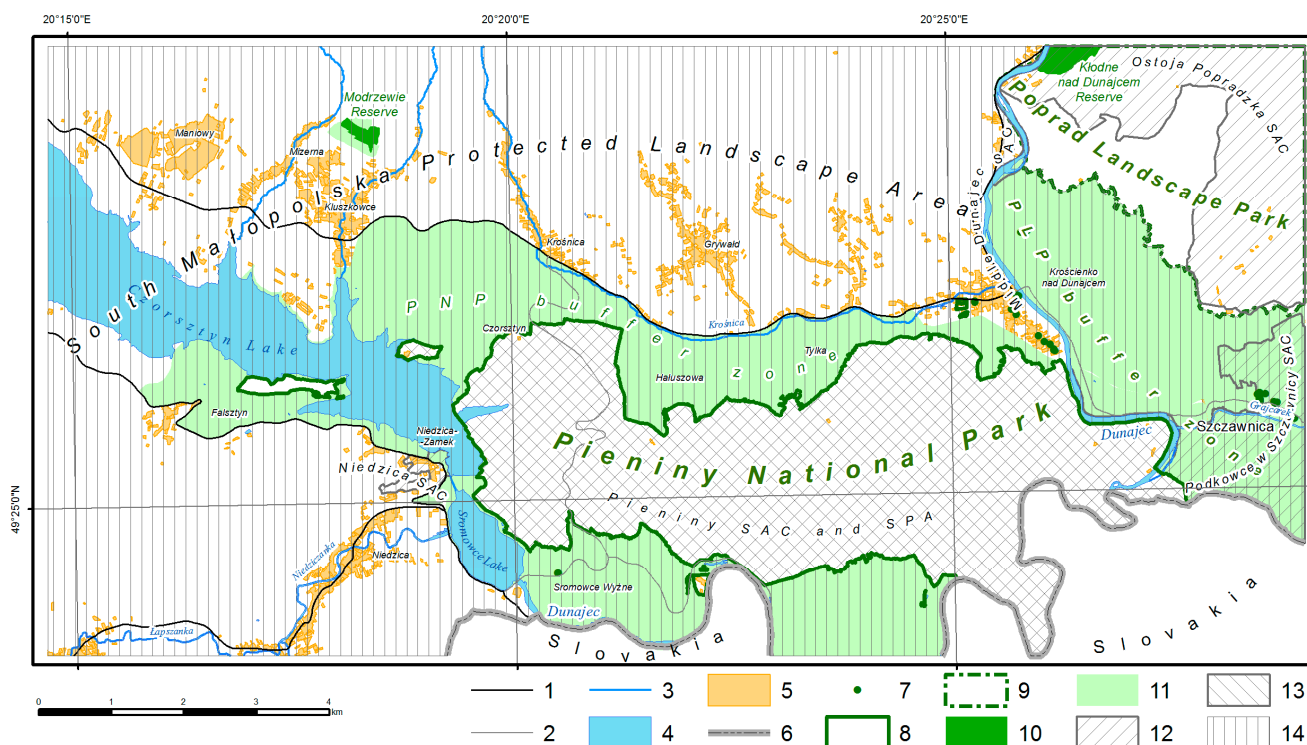 20°15'0"E
20°20'0"E
20°25'0"E
49°25'0"N
Kłodne
nad Dunajcem
Reserve
Ostoja Popradzka SAC
Poprad Landscape Park
Modrzewie
Reserve
Maniowy
Mizerna
Kluszkowce
South Małopolska Protected Landscape Area
Middle Dunajec SAC
Krośnica
Grywałd
PLP buffer zone
Krościenko
nad Dunajcem
PNP buffer zone
Czorsztyn
Krośnica
Czorsztyn Lake
Tylka
Hałuszowa
Falsztyn
Niedzica-
Zamek
Pieniny National Park
Grajcarek
Szczawnica
Dunajec
Podkowce w Szczawnicy SAC
Niedzica SAC
Pieniny SAC and SPA
Sromowce Lake
Niedziczanka
Niedzica
Sromowce Wyżne
Dunajec
Łapszanka
Slovakia
Slovakia
0 1 2 3 4
km
1 3 5 7 9 11 13
2 4 6 8 10 12 14